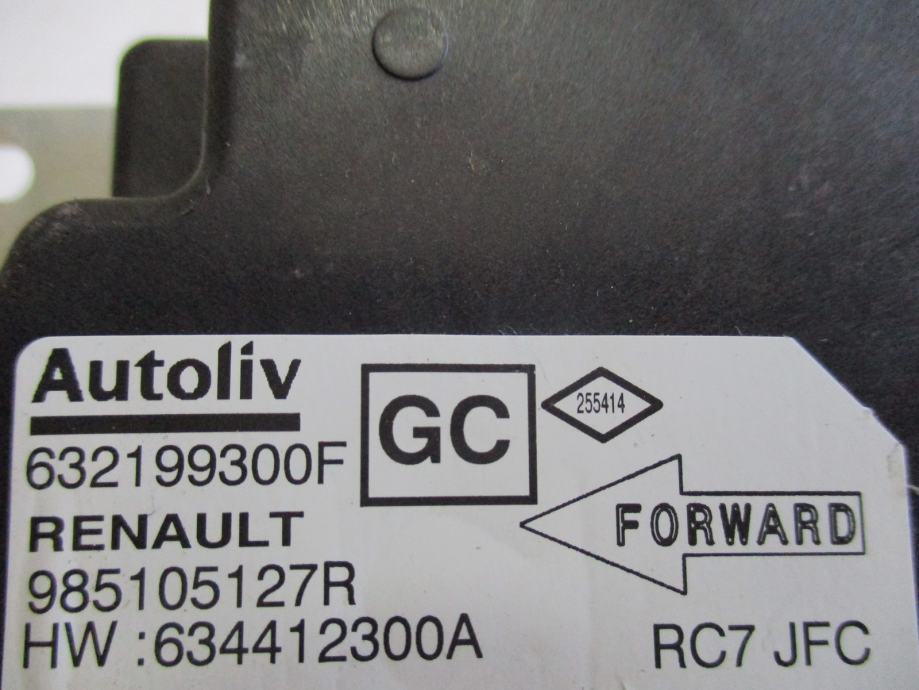 Autoliv
632199300F
GC
255414
FORWARD
RENAULT
985105127R
HW :634412300A
RC7 JFC